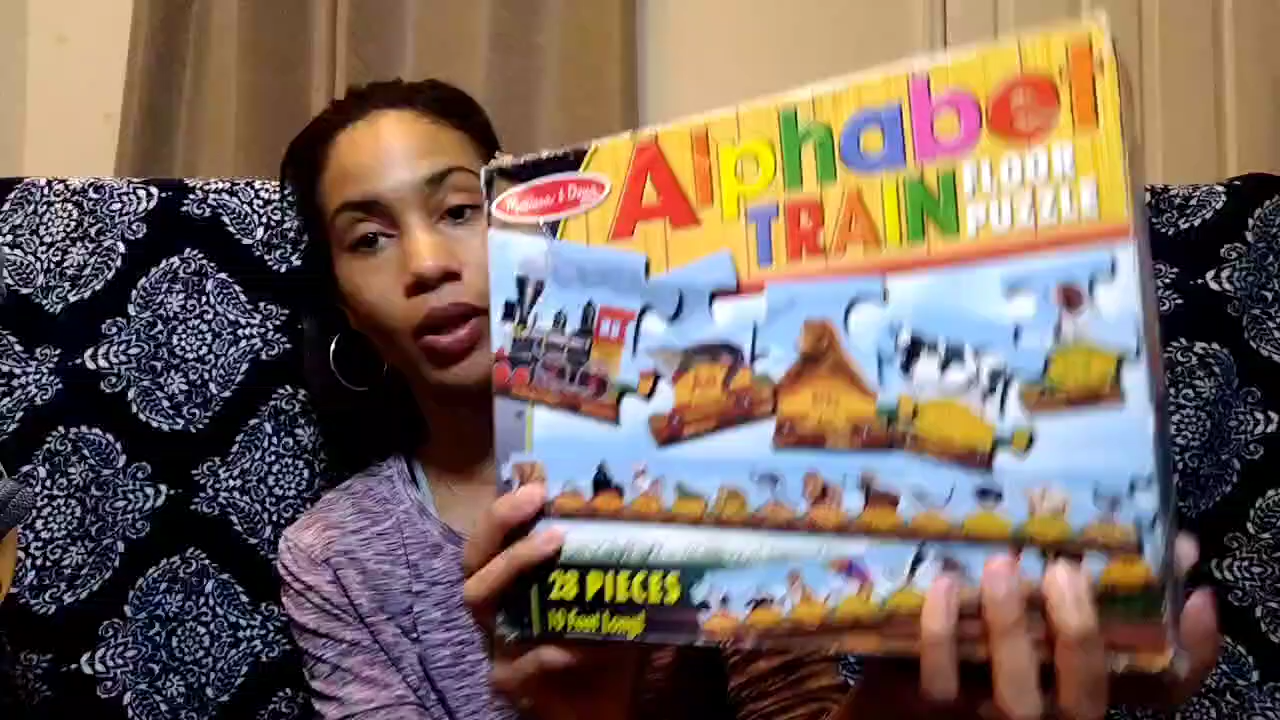 Melissa & Doug
Alphabet
TRAIN FLOOR
PUZZLE
28 PIECES
10 Feet Long!